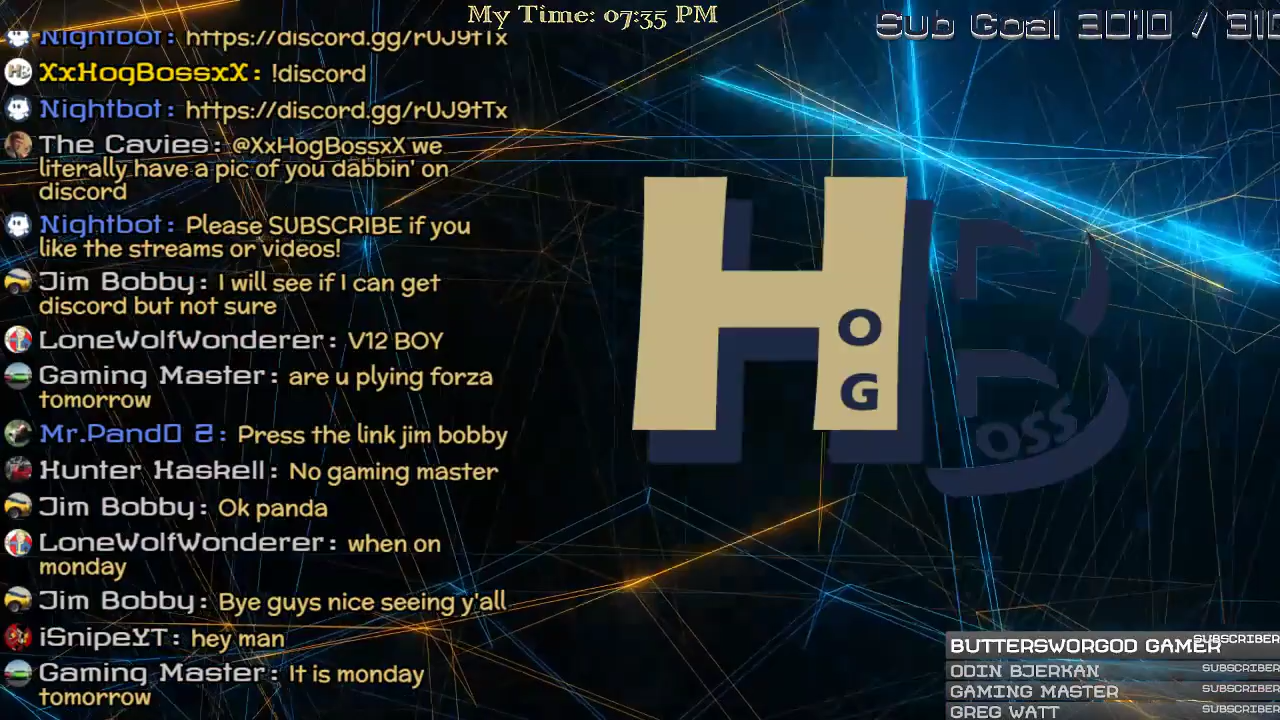 My Time: 07:35 PM
Sub Goal 3010 / 310
Nightbot: https://discord.gg/rUJ9tTx
XxHogBossxX: !discord
Nightbot: https://discord.gg/rUJ9tTx
The Cavies: @XxHogBossxX we
literally have a pic of you dabbin' on
discord
Nightbot: Please SUBSCRIBE if you
like the streams or videos!
Jim Bobby: I will see if I can get
discord but not sure
LoneWolfWonderer: V12 BOY
Gaming Master: are u plying forza
tomorrow
Mr.PandO 2: Press the link jim bobby
Hunter Haskell: No gaming master
Jim Bobby: Ok panda
LoneWolfWonderer: when on
monday
Jim Bobby: Bye guys nice seeing y'all
iSnipeYT: hey man
Gaming Master: It is monday
tomorrow
HOG
BOSS
BUTTERSWORGOD GAMER SUBSCRIBER
ODIN BJERKAN SUBSCRIBER
GAMING MASTER SUBSCRIBER
GREG WATT SUBSCRIBER